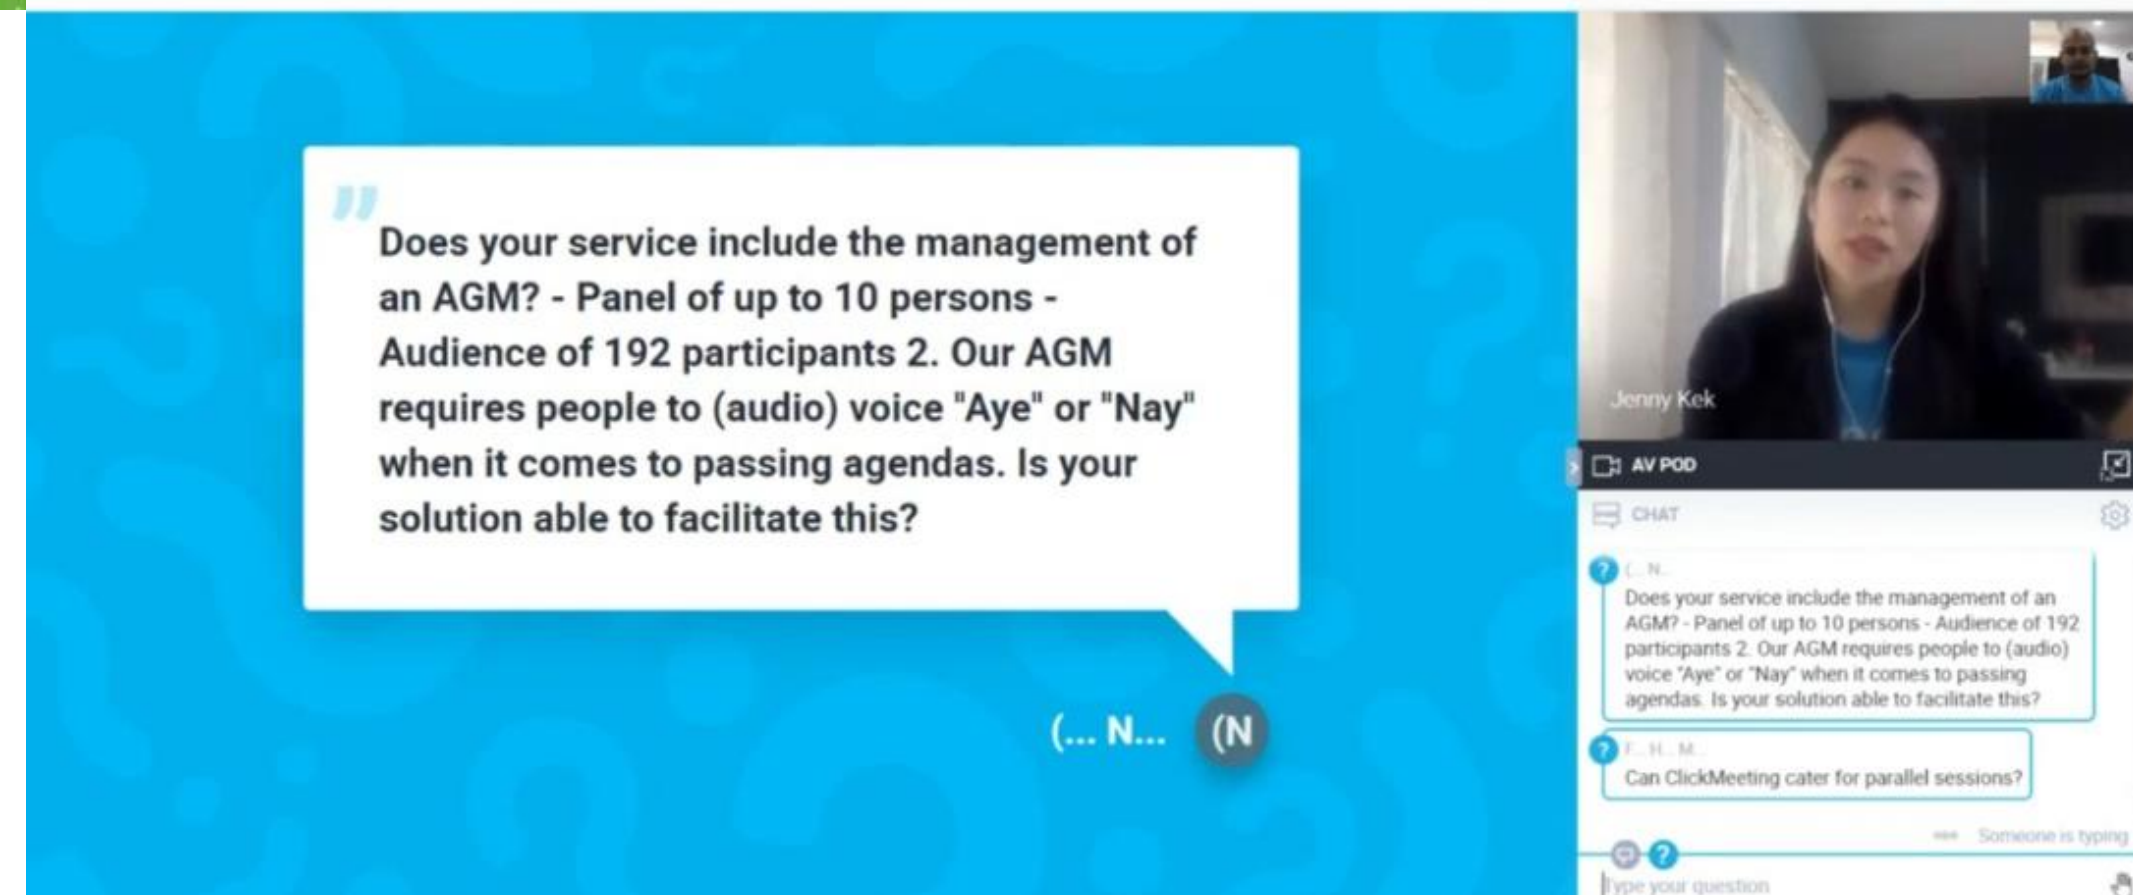 Does your service include the management of
an AGM? - Panel of up to 10 persons -
Audience of 192 participants 2. Our AGM
requires people to (audio) voice "Aye" or "Nay"
when it comes to passing agendas. Is your
solution able to facilitate this?
(... N...
(N
Jenny Kek
AV POD
CHAT
(... N...
Does your service include the management of an
AGM? - Panel of up to 10 persons - Audience of 192
participants 2. Our AGM requires people to (audio)
voice "Aye" or "Nay" when it comes to passing
agendas. Is your solution able to facilitate this?
F... H... M...
Can ClickMeeting cater for parallel sessions?
Someone is typing
Type your question